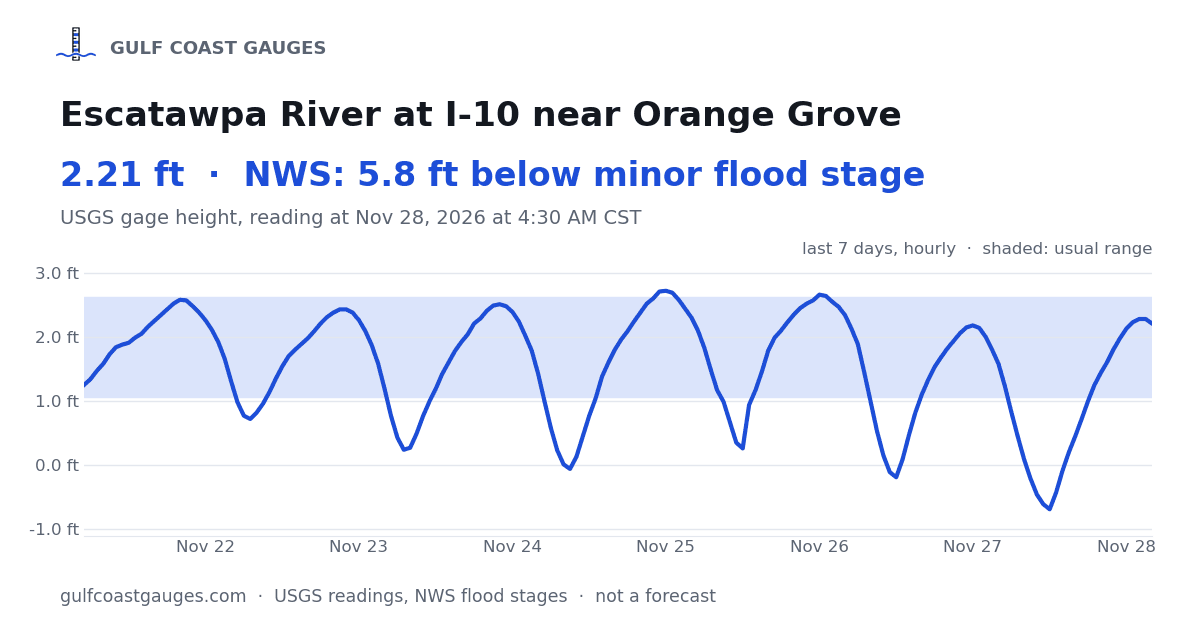 GULF COAST GAUGES
Escatawpa River at I-10 near Orange Grove
2.21 ft · NWS: 5.8 ft below minor flood stage
USGS gage height, reading at Nov 28, 2026 at 4:30 AM CST
last 7 days, hourly · shaded: usual range
3.0 ft
2.0 ft
1.0 ft
0.0 ft
-1.0 ft
Nov 22 Nov 23 Nov 24 Nov 25 Nov 26 Nov 27 Nov 28
gulfcoastgauges.com · USGS readings, NWS flood stages · not a forecast